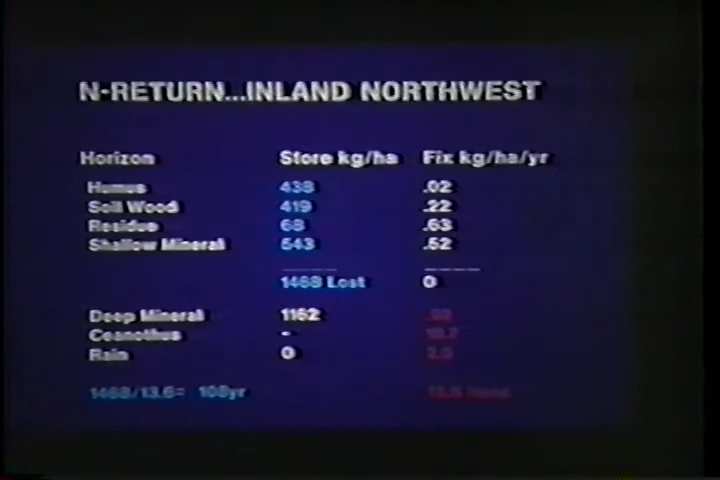 N-RETURN...INLAND NORTHWEST
Horizon Store kg/ha Fix kg/ha/yr
Humus 438 .02
Soil Wood 419 .22
Residue 68 .63
Shallow Mineral 543 .52
1468 Lost 0
Deep Mineral 1162
Ceanothus -
Rain 0
1468/13.6= 108yr